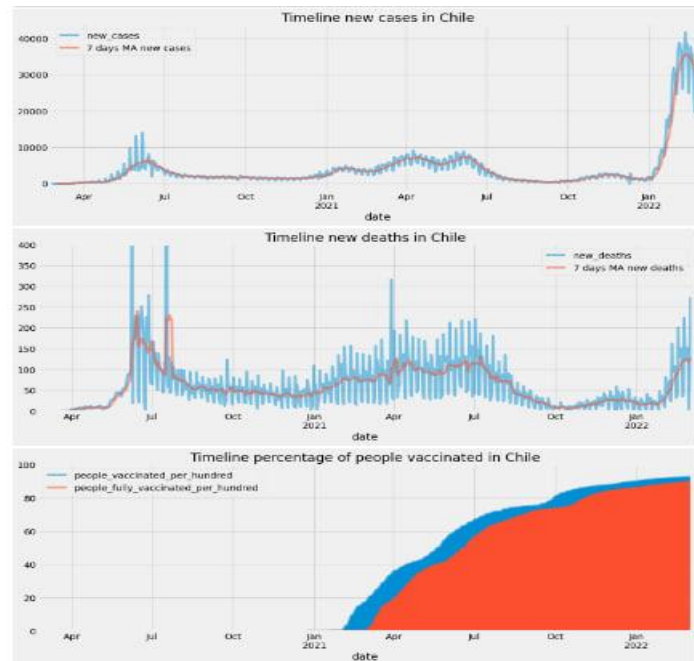 Timeline new cases in Chile
new_cases
7 days MA new cases
40000
30000
20000
10000
0
Apr Jul Oct Jan Apr Jul Oct Jan
2021 2022
date
Timeline new deaths in Chile
new_deaths
7 days MA new deaths
400
350
300
250
200
150
100
50
0
Apr Jul Oct Jan Apr Jul Oct Jan
2021 2022
date
Timeline percentage of people vaccinated in Chile
people_vaccinated_per_hundred
people_fully_vaccinated_per_hundred
100
80
60
40
20
0
Apr Jul Oct Jan Apr Jul Oct Jan
2021 2022
date